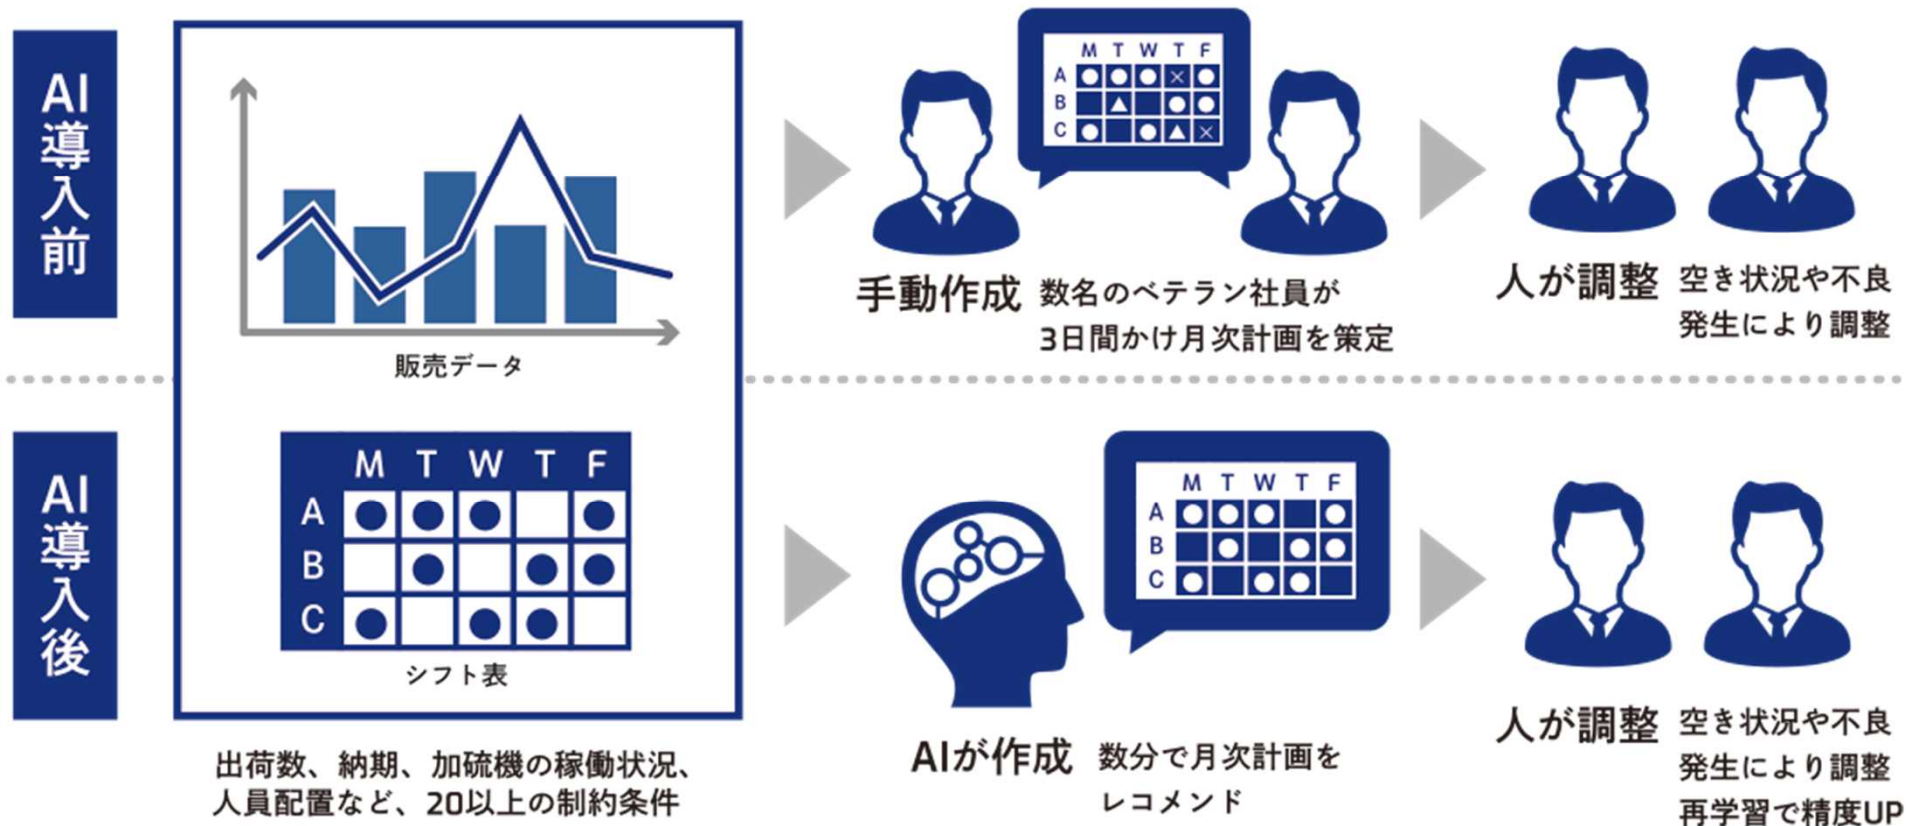 AI導入前
販売データ
M T W T F
A
B
C
手動作成
数名のベテラン社員が
3日間かけ月次計画を策定
人が調整
空き状況や不良
発生により調整
AI導入後
M T W T F
A
B
C
シフト表
出荷数、納期、加硫機の稼働状況、
人員配置など、20以上の制約条件
M T W T F
A
B
C
AIが作成
数分で月次計画を
レコメンド
人が調整
空き状況や不良
発生により調整
再学習で精度UP